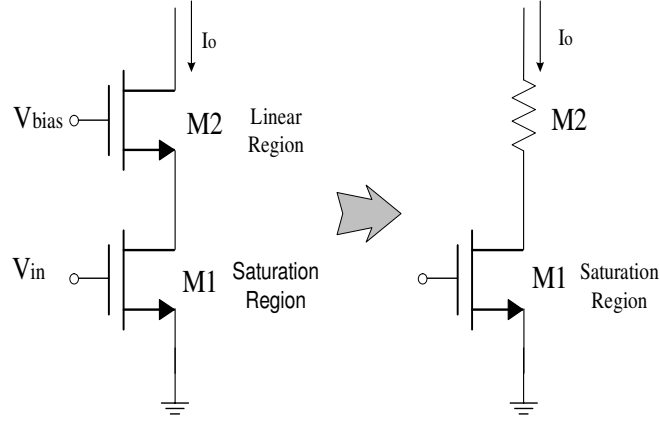 Io
Vbias
M2
Linear
Region
Vin
M1
Saturation
Region
Io
M2
M1
Saturation
Region